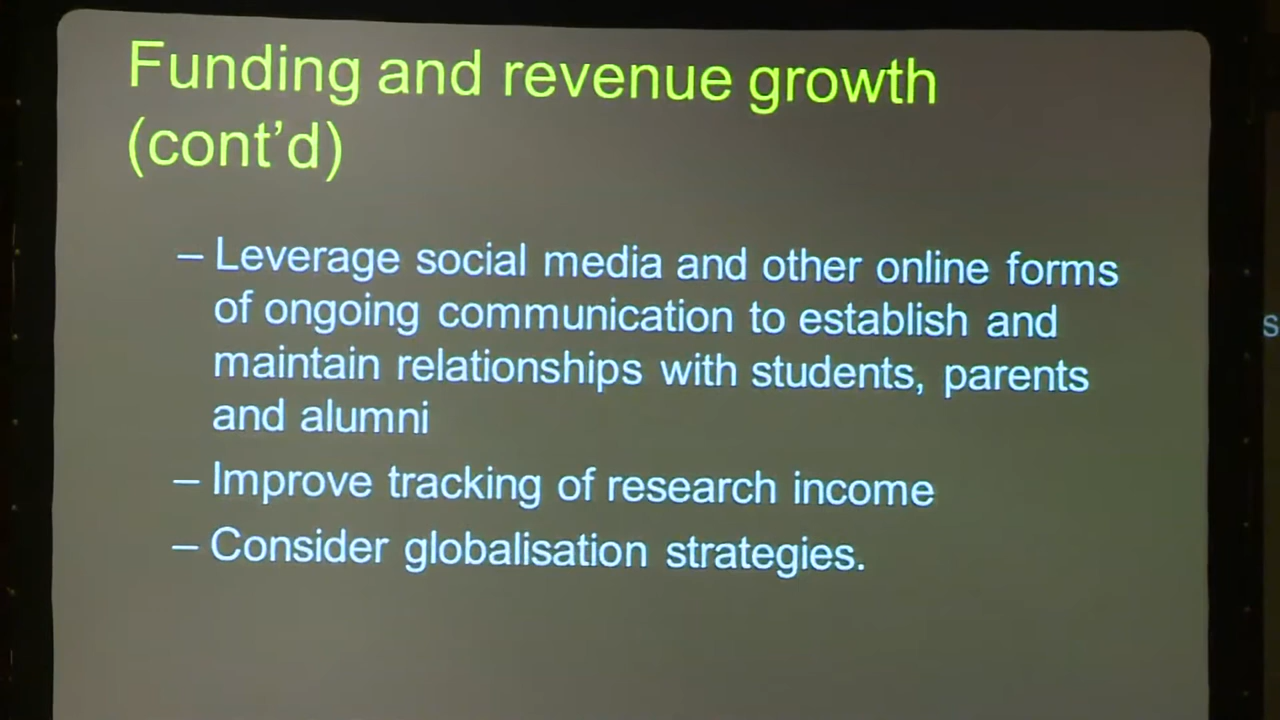 Funding and revenue growth
(cont’d)
– Leverage social media and other online forms
of ongoing communication to establish and
maintain relationships with students, parents
and alumni
– Improve tracking of research income
– Consider globalisation strategies.
s